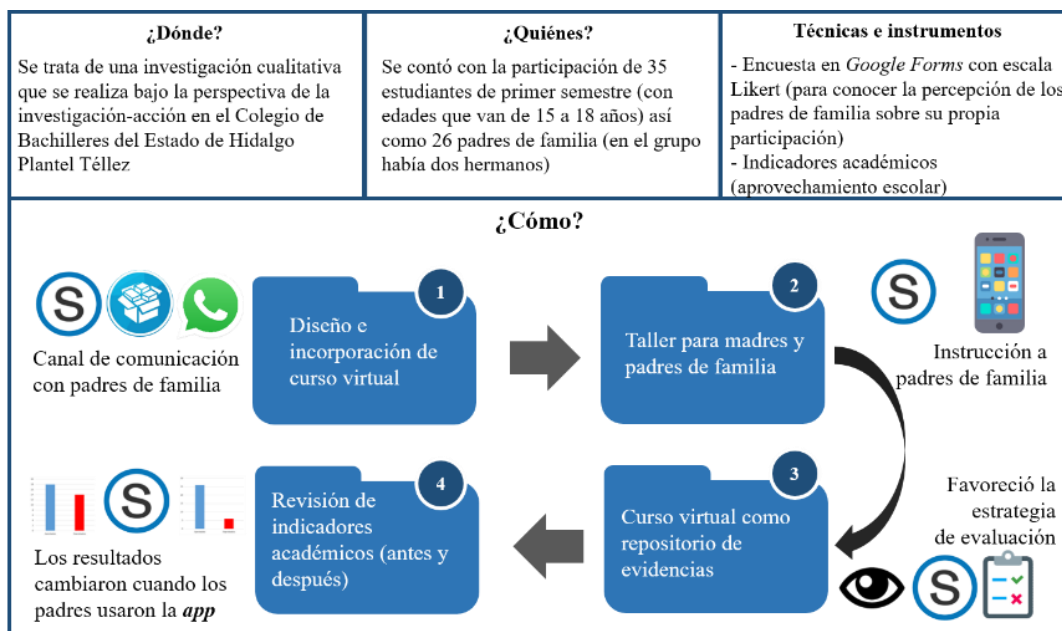 ¿Dónde?
Se trata de una investigación cualitativa
que se realiza bajo la perspectiva de la
investigación-acción en el Colegio de
Bachilleres del Estado de Hidalgo
Plantel Téllez
¿Quiénes?
Se contó con la participación de 35
estudiantes de primer semestre (con
edades que van de 15 a 18 años) así
como 26 padres de familia (en el grupo
había dos hermanos)
Técnicas e instrumentos
- Encuesta en Google Forms con escala
Likert (para conocer la percepción de los
padres de familia sobre su propia
participación)
- Indicadores académicos
(aprovechamiento escolar)
¿Cómo?
S
Canal de comunicación
con padres de familia
1
Diseño e
incorporación de
curso virtual
2
Taller para madres y
padres de familia
S
Instrucción a
padres de familia
3
Curso virtual como
repositorio de
evidencias
Favoreció la
estrategia
de evaluación
S
4
Revisión de
indicadores
académicos (antes y
después)
S
Los resultados
cambiaron cuando los
padres usaron la app